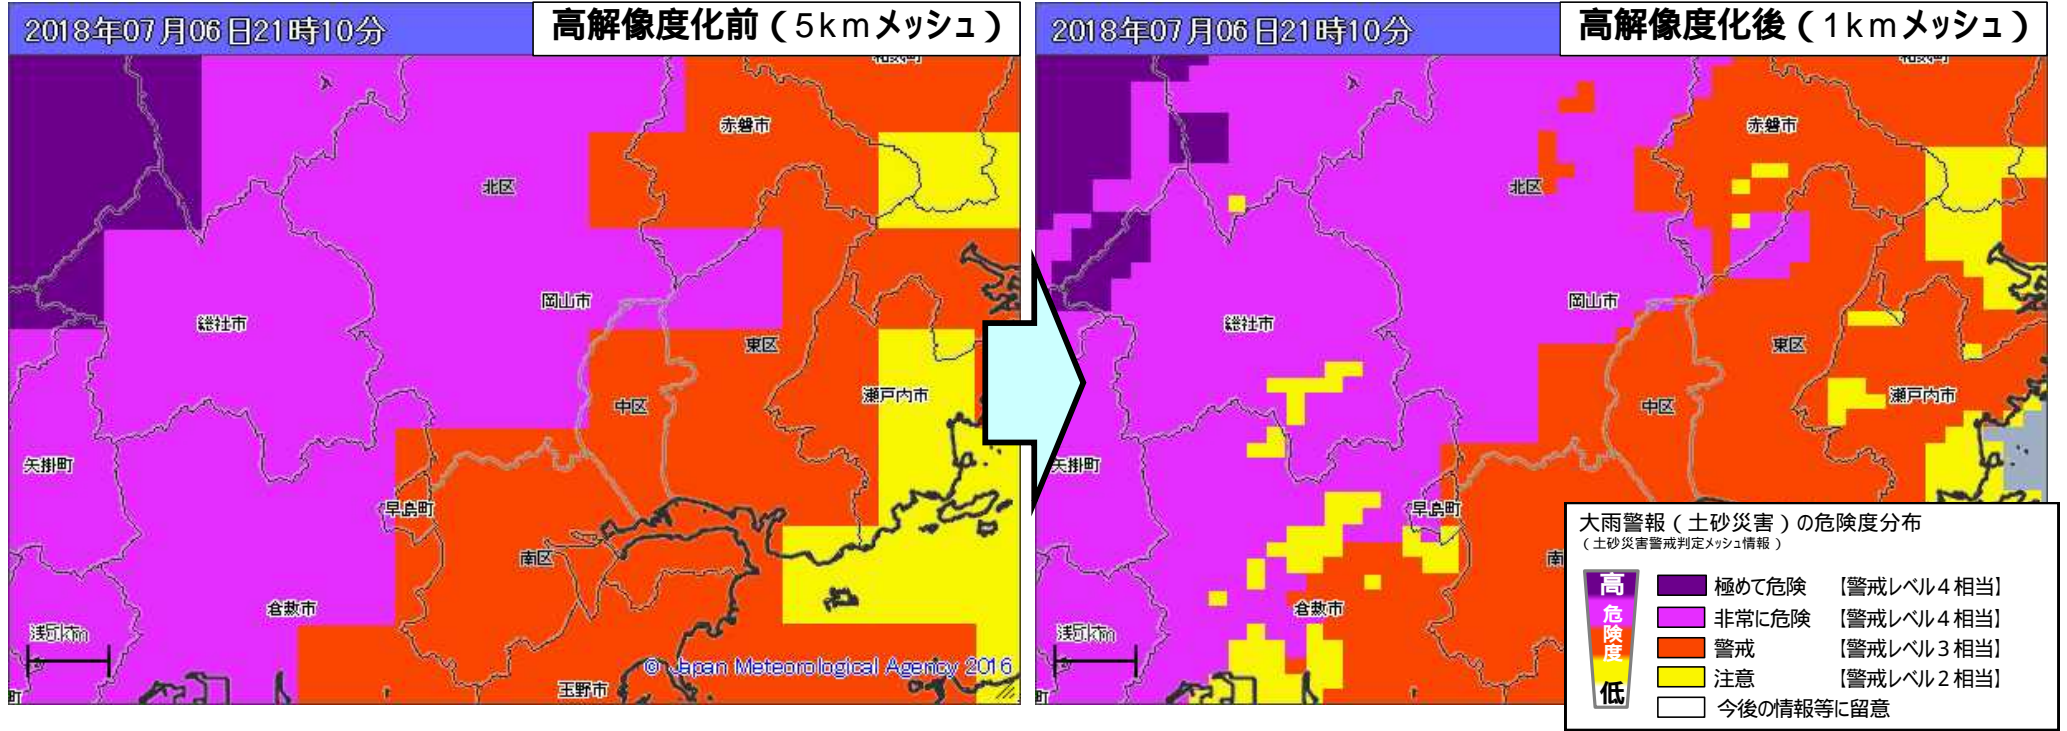 2018年07月06日21時10分
高解像度化前（5kmメッシュ）
赤磐市
北区
岡山市
総社市
東区
瀬戸内市
中区
矢掛町
早島町
南区
倉敷市
玉野市
町
© Japan Meteorological Agency 2016
2018年07月06日21時10分
高解像度化後（1kmメッシュ）
赤磐市
北区
岡山市
総社市
東区
瀬戸内市
中区
矢掛町
早島町
南
倉敷市
町
大雨警報（土砂災害）の危険度分布
（土砂災害警戒判定メッシュ情報）
高
危険度
低
極めて危険 【警戒レベル4相当】
非常に危険 【警戒レベル4相当】
警戒 【警戒レベル3相当】
注意 【警戒レベル2相当】
今後の情報等に留意